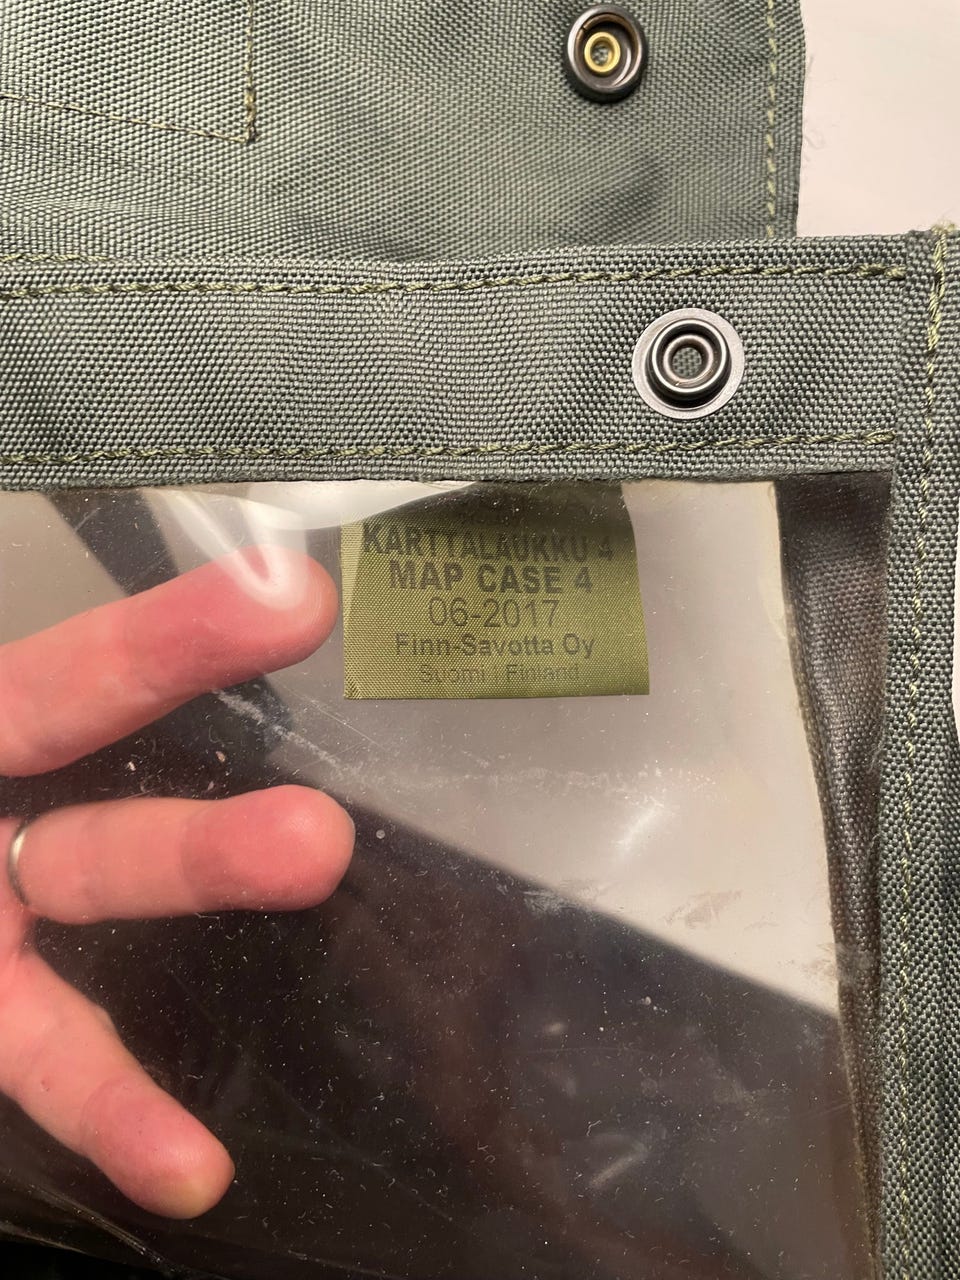 KARTTALAUKKU 4
MAP CASE 4
06-2017
Finn-Savotta Oy
Suomi | Finland